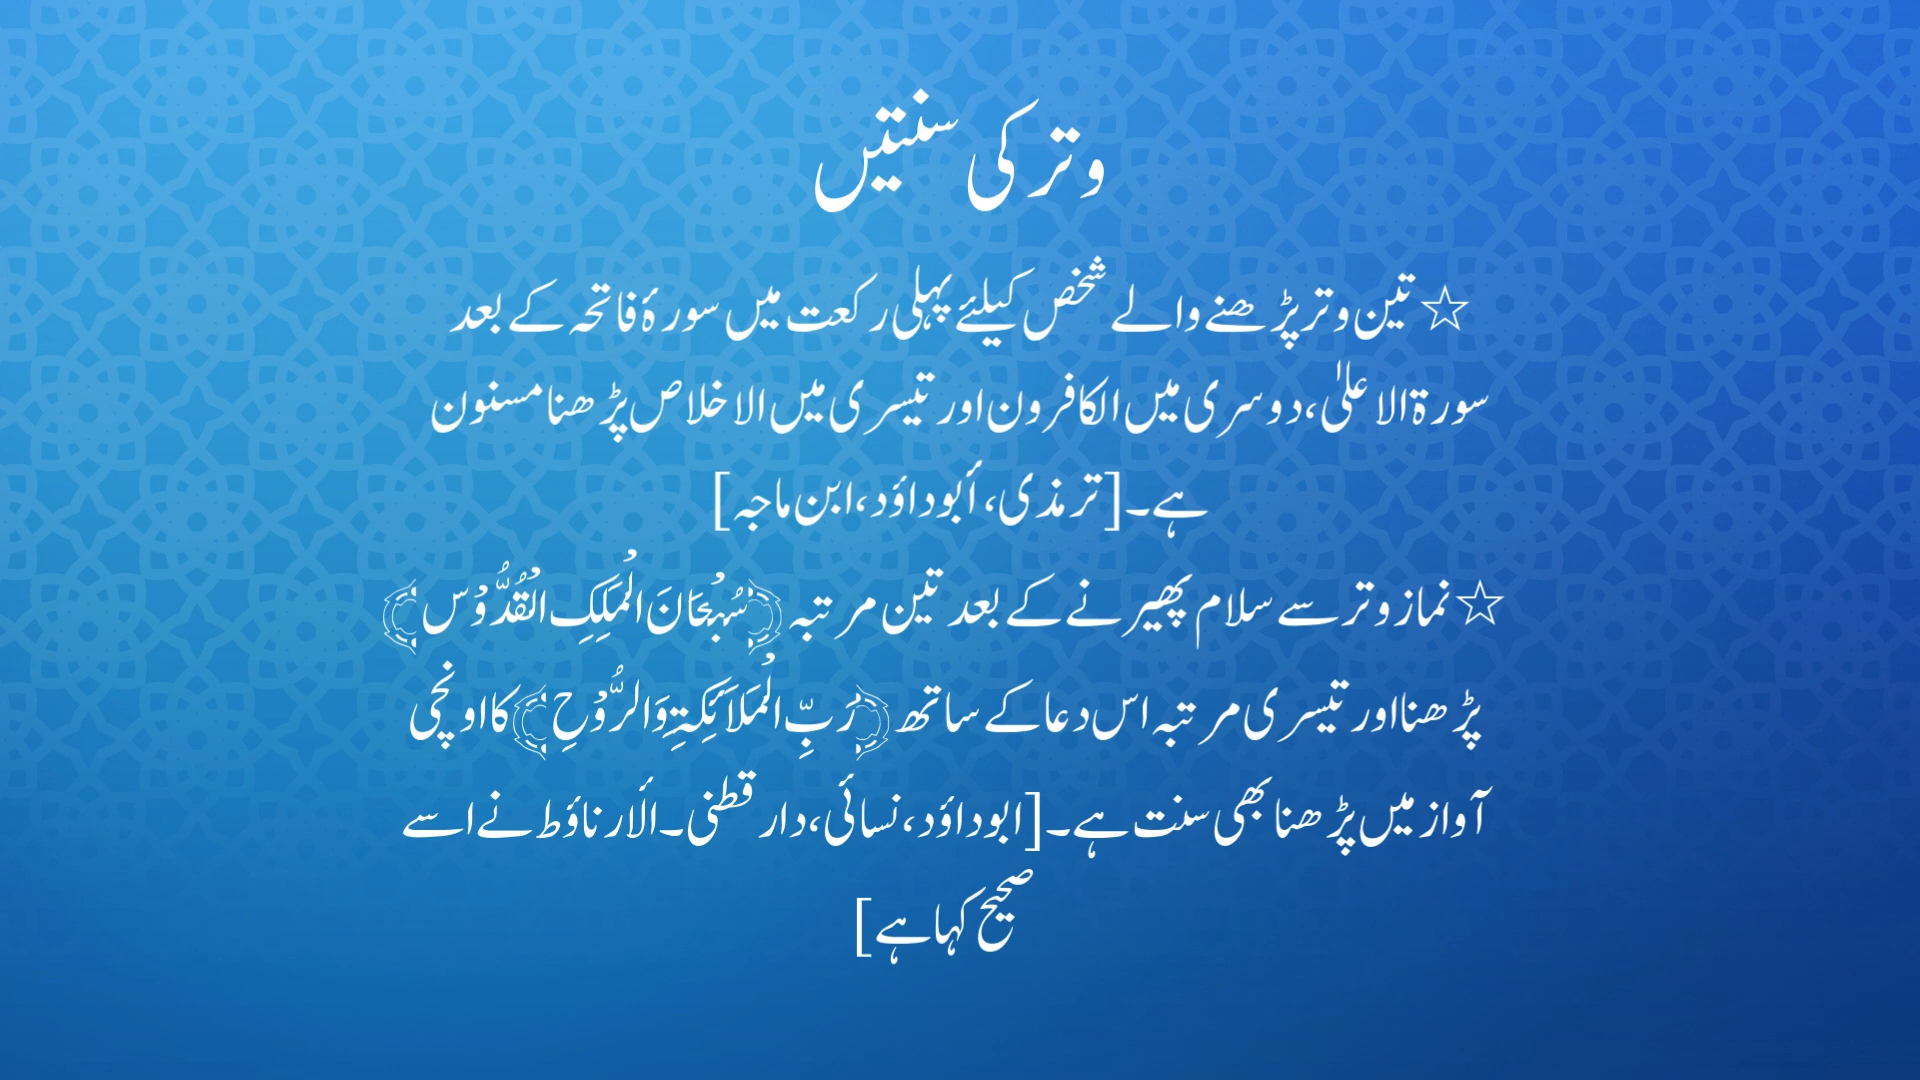 وتر کی سنتیں
☆تین وتر پڑھنے والے شخص کیلئے پہلی رکعت میں سورۂ فاتحہ کے بعد
سورۃ الاعلیٰ، دوسری میں الکافرون اور تیسری میں الاخلاص پڑھنا مسنون
ہے۔[ترمذی، أبوداؤد، ابن ماجہ]
☆نماز وتر سے سلام پھیرنے کے بعد تین مرتبہ ﴿سُبْحَانَ الْمَلِکِ الْقُدُّوْس﴾
پڑھنا اور تیسری مرتبہ اس دعا کے ساتھ ﴿رَبِّ الْمَلاَئِکَۃِ وَالرُّوْحِ﴾ کا اونچی
آواز میں پڑھنا بھی سنت ہے۔[ابوداؤد، نسائی، دار قطنی۔ الأرناؤط نے اسے
صحیح کہا ہے]